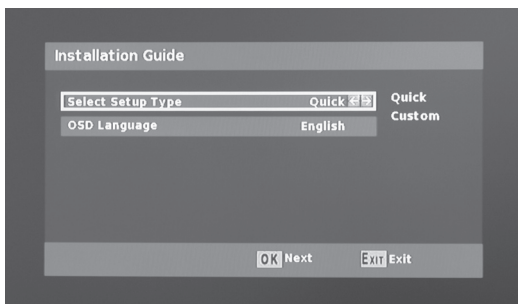 Installation Guide
Select Setup Type Quick Quick
OSD Language English Custom
OK Next EXIT Exit